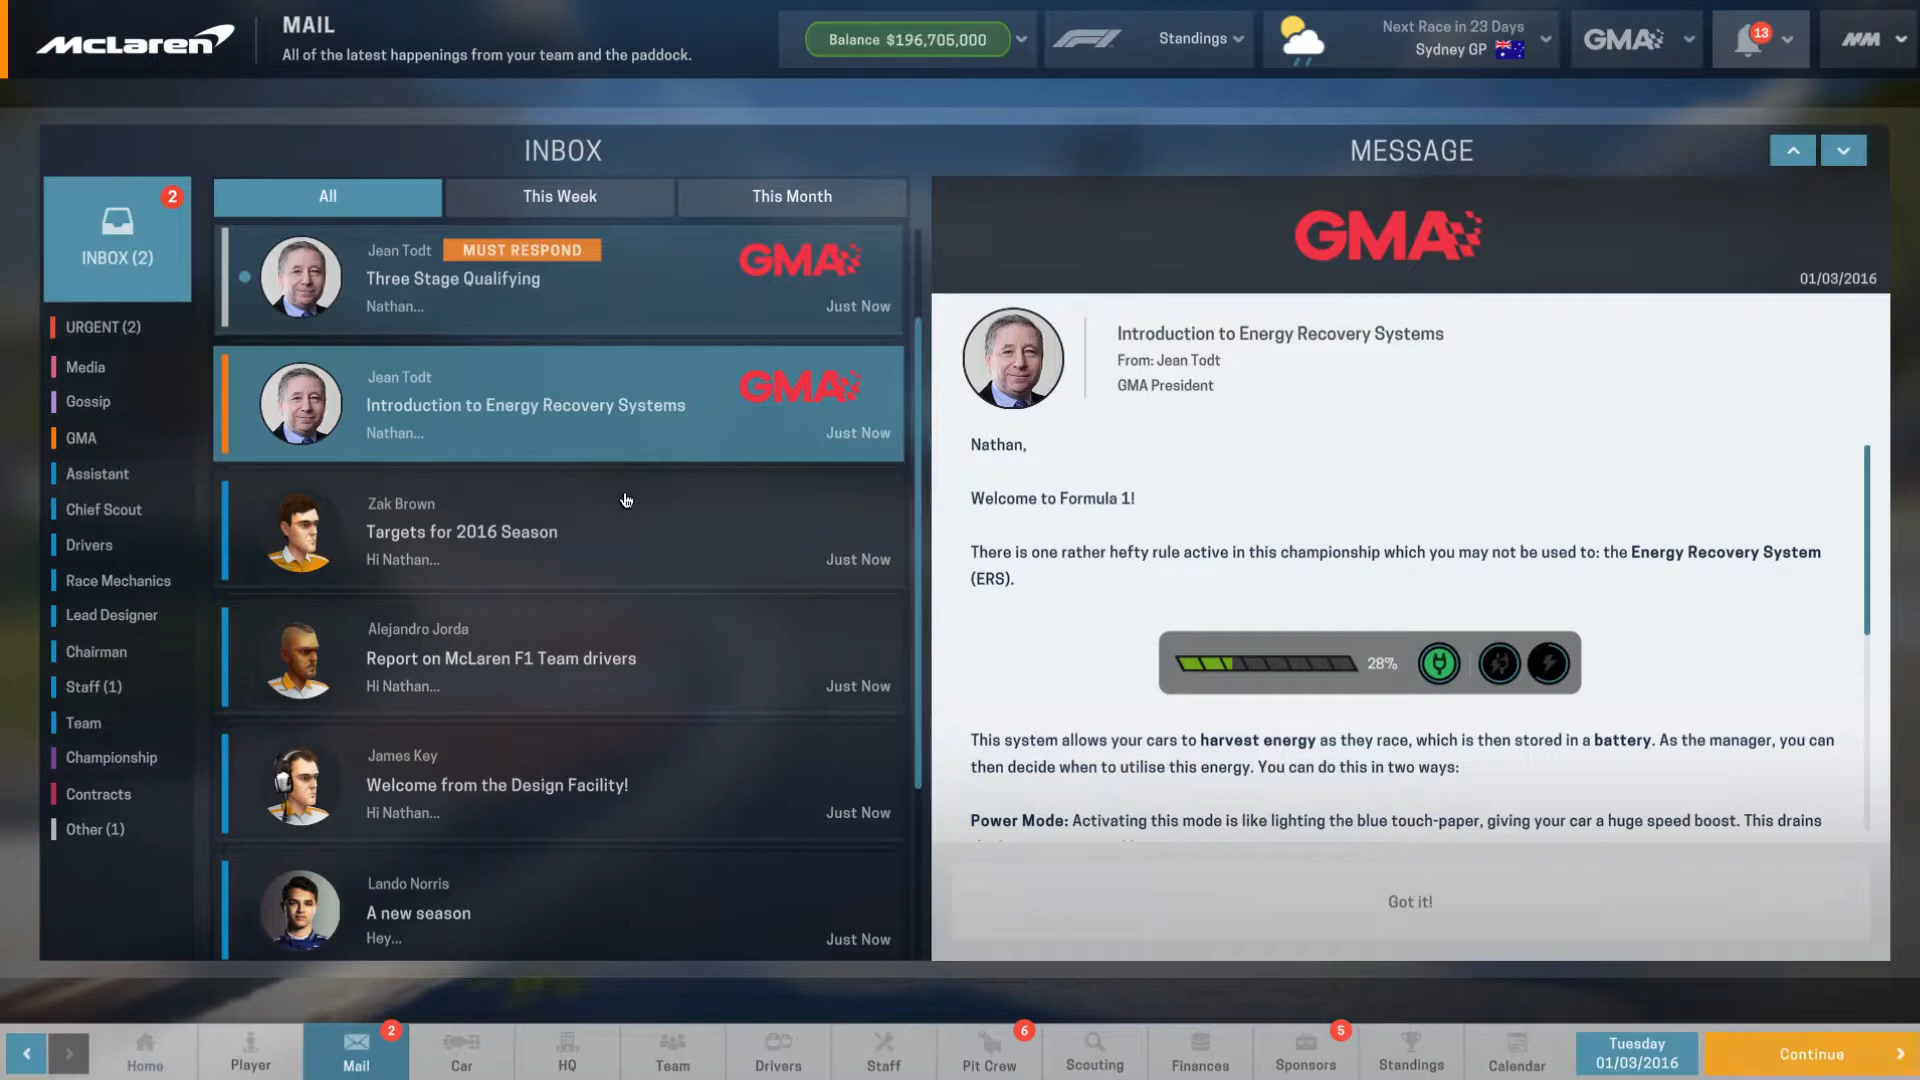 McLaren
MAIL
All of the latest happenings from your team and the paddock.
Balance $196,705,000
Standings
Next Race in 23 Days
Sydney GP
GMA
13
MM
INBOX
MESSAGE
2
INBOX (2)
URGENT (2)
Media
Gossip
GMA
Assistant
Chief Scout
Drivers
Race Mechanics
Lead Designer
Chairman
Staff (1)
Team
Championship
Contracts
Other (1)
All
This Week
This Month
Jean Todt
MUST RESPOND
Three Stage Qualifying
Nathan...
GMA
Just Now
Jean Todt
Introduction to Energy Recovery Systems
Nathan...
GMA
Just Now
Zak Brown
Targets for 2016 Season
Hi Nathan...
Just Now
Alejandro Jorda
Report on McLaren F1 Team drivers
Hi Nathan...
Just Now
James Key
Welcome from the Design Facility!
Hi Nathan...
Just Now
Lando Norris
A new season
Hey...
Just Now
GMA
01/03/2016
Introduction to Energy Recovery Systems
From: Jean Todt
GMA President
Nathan,
Welcome to Formula 1!
There is one rather hefty rule active in this championship which you may not be used to: the Energy Recovery System
(ERS).
28%
This system allows your cars to harvest energy as they race, which is then stored in a battery. As the manager, you can
then decide when to utilise this energy. You can do this in two ways:
Power Mode: Activating this mode is like lighting the blue touch-paper, giving your car a huge speed boost. This drains
Got it!
Home
Player
2
Mail
Car
HQ
Team
Drivers
Staff
6
Pit Crew
Scouting
Finances
5
Sponsors
Standings
Calendar
Tuesday
01/03/2016
Continue